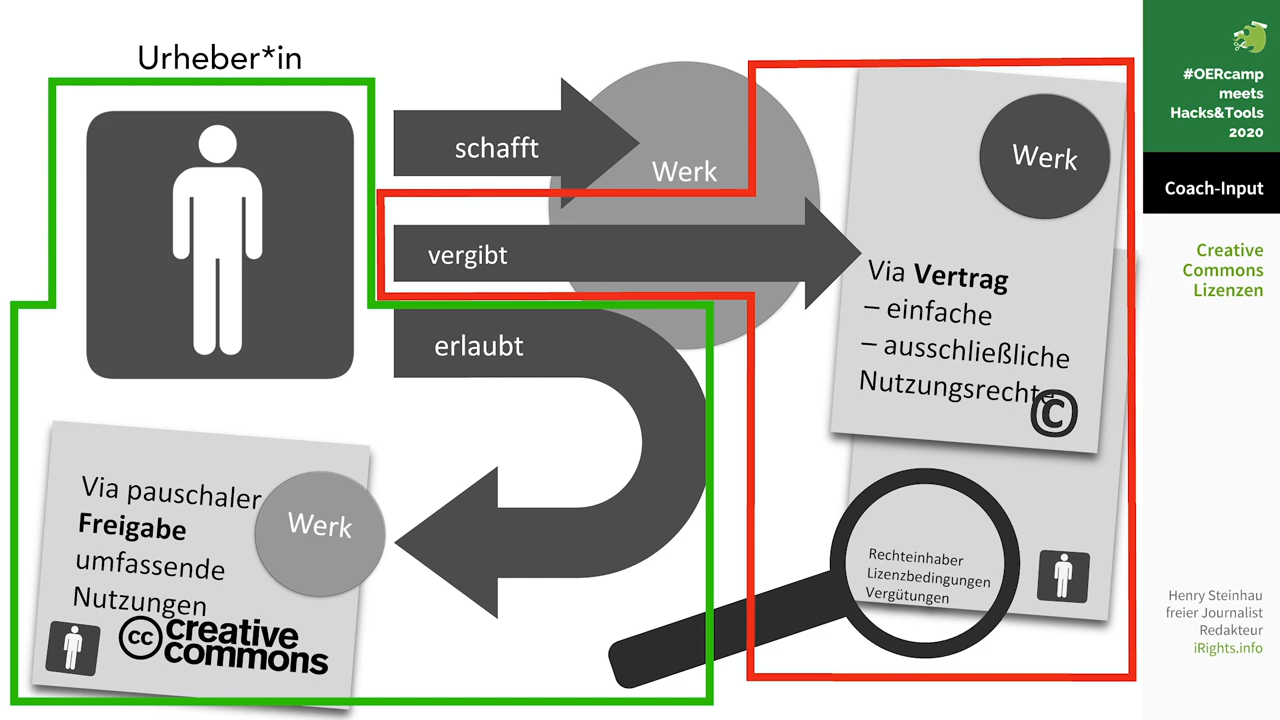 Urheber*in
schafft
Werk
vergibt
erlaubt
Werk
Via Vertrag
– einfache
– ausschließliche
Nutzungsrechte
©
Rechteinhaber
Lizenzbedingungen
Vergütungen
Via pauschaler
Freigabe
umfassende
Nutzungen
Werk
cc creative
commons
#OERcamp
meets
Hacks&Tools
2020
Coach-Input
Creative
Commons
Lizenzen
Henry Steinhau
freier Journalist
Redakteur
iRights.info